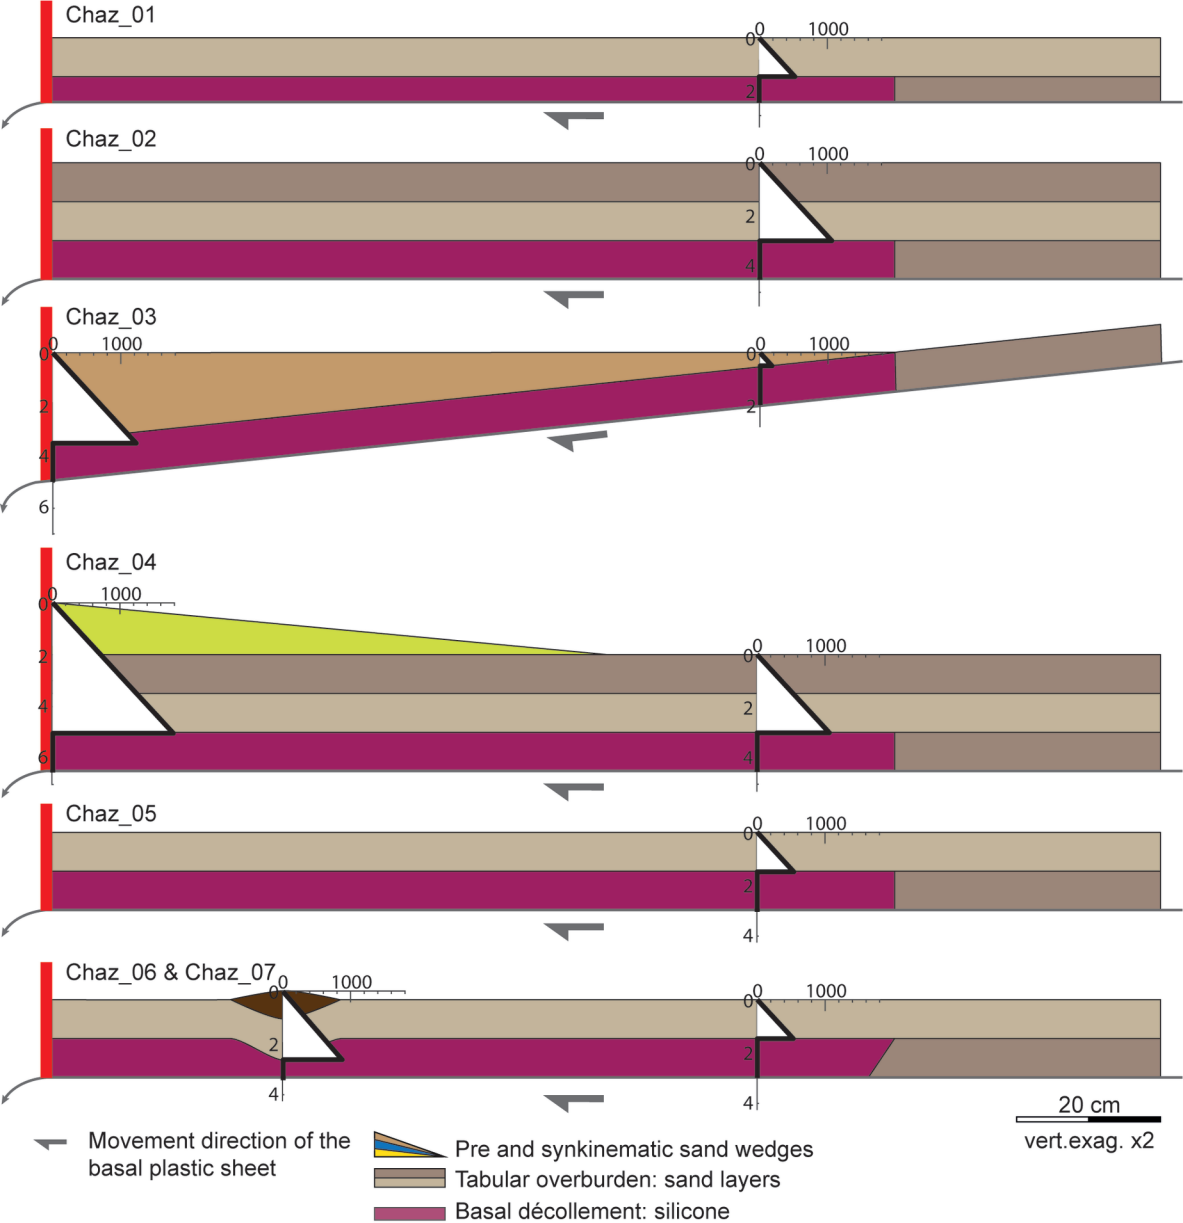 Chaz_01
0 1000
0
2
Chaz_02
0 1000
0
2
4
Chaz_03
0 1000
0
2
4
6
0 1000
0
2
Chaz_04
0 1000
0
2
4
6
0 1000
0
2
4
Chaz_05
0 1000
0
2
4
Chaz_06 & Chaz_07
0 1000
0
2
4
0 1000
0
2
4
20 cm
vert.exag. x2
Movement direction of the
basal plastic sheet
Pre and synkinematic sand wedges
Tabular overburden: sand layers
Basal décollement: silicone